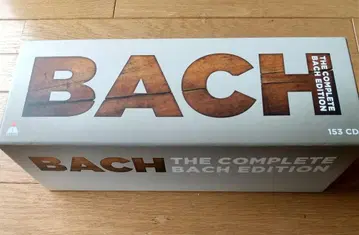 BACH
THE COMPLETE
BACH EDITION
153 CD
BACH THE COMPLETE
BACH EDITION